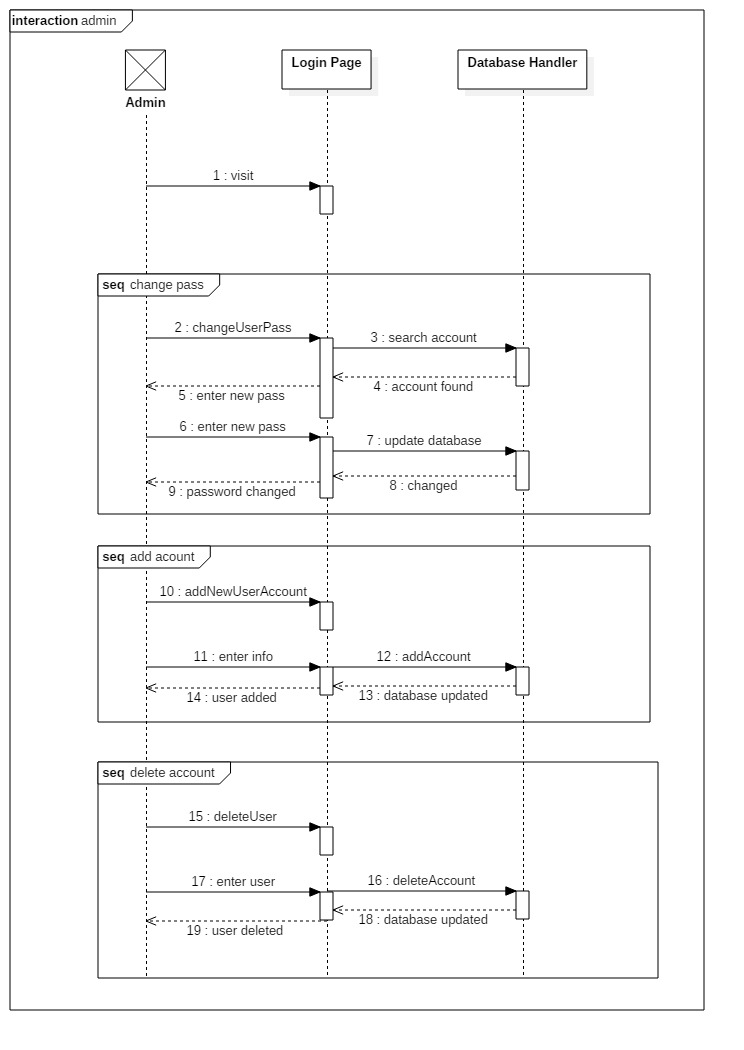 interaction admin
Login Page
Database Handler
Admin
1 : visit
seq change pass
2 : changeUserPass
3 : search account
4 : account found
5 : enter new pass
6 : enter new pass
7 : update database
8 : changed
9 : password changed
seq add acount
10 : addNewUserAccount
11 : enter info
12 : addAccount
13 : database updated
14 : user added
seq delete account
15 : deleteUser
16 : deleteAccount
17 : enter user
18 : database updated
19 : user deleted